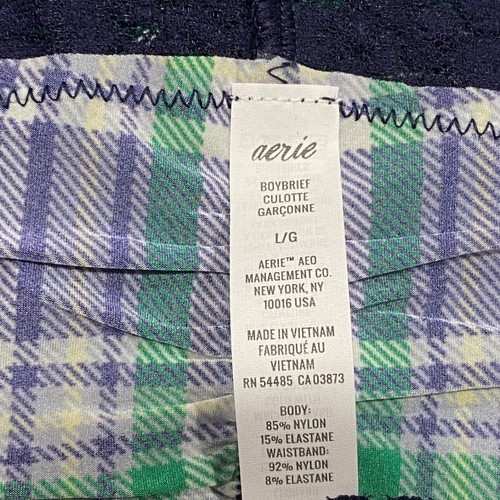 aerie
BOYBRIEF
CULOTTE
GARÇONNE
L/G
AERIE™ AEO
MANAGEMENT CO.
NEW YORK, NY
10016 USA
MADE IN VIETNAM
FABRIQUÉ AU
VIETNAM
RN 54485 CA 03873
BODY:
85% NYLON
15% ELASTANE
WAISTBAND:
92% NYLON
8% ELASTANE